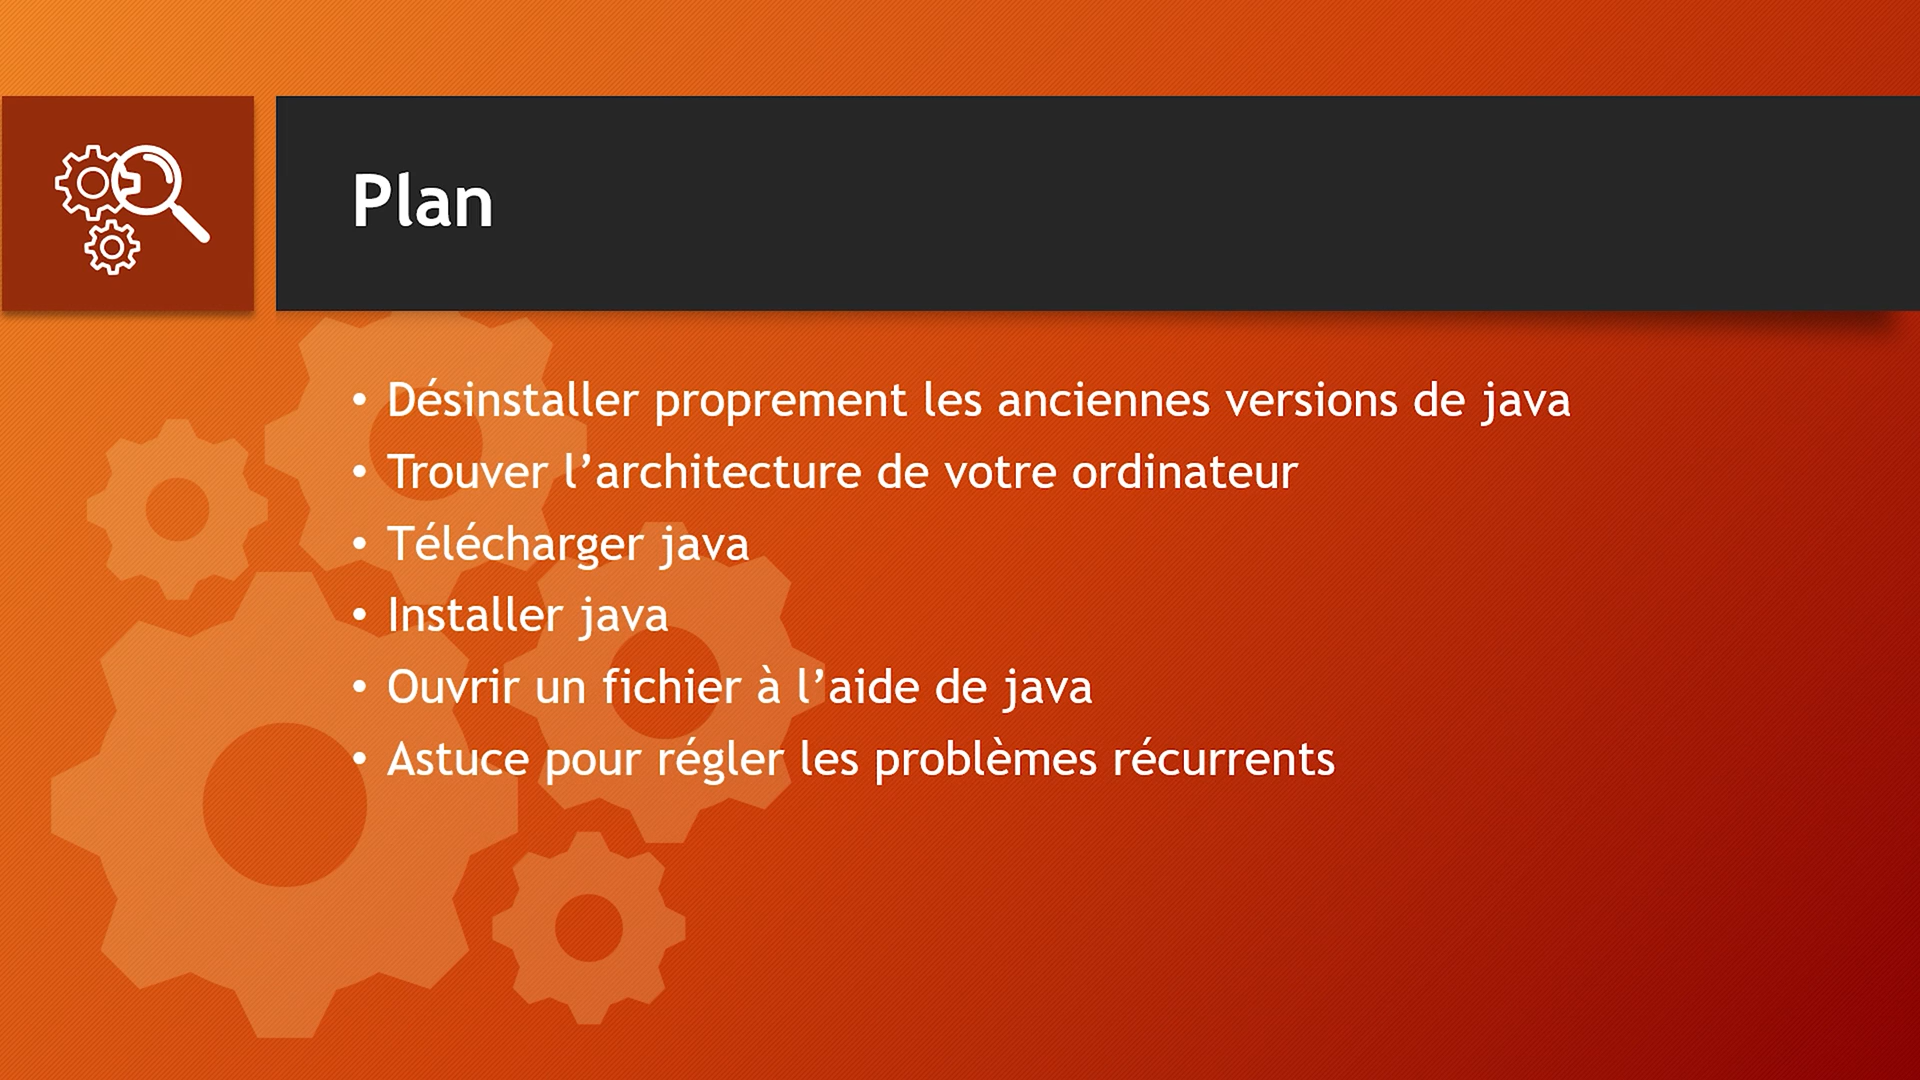 Plan
• Désinstaller proprement les anciennes versions de java
• Trouver l’architecture de votre ordinateur
• Télécharger java
• Installer java
• Ouvrir un fichier à l’aide de java
• Astuce pour régler les problèmes récurrents